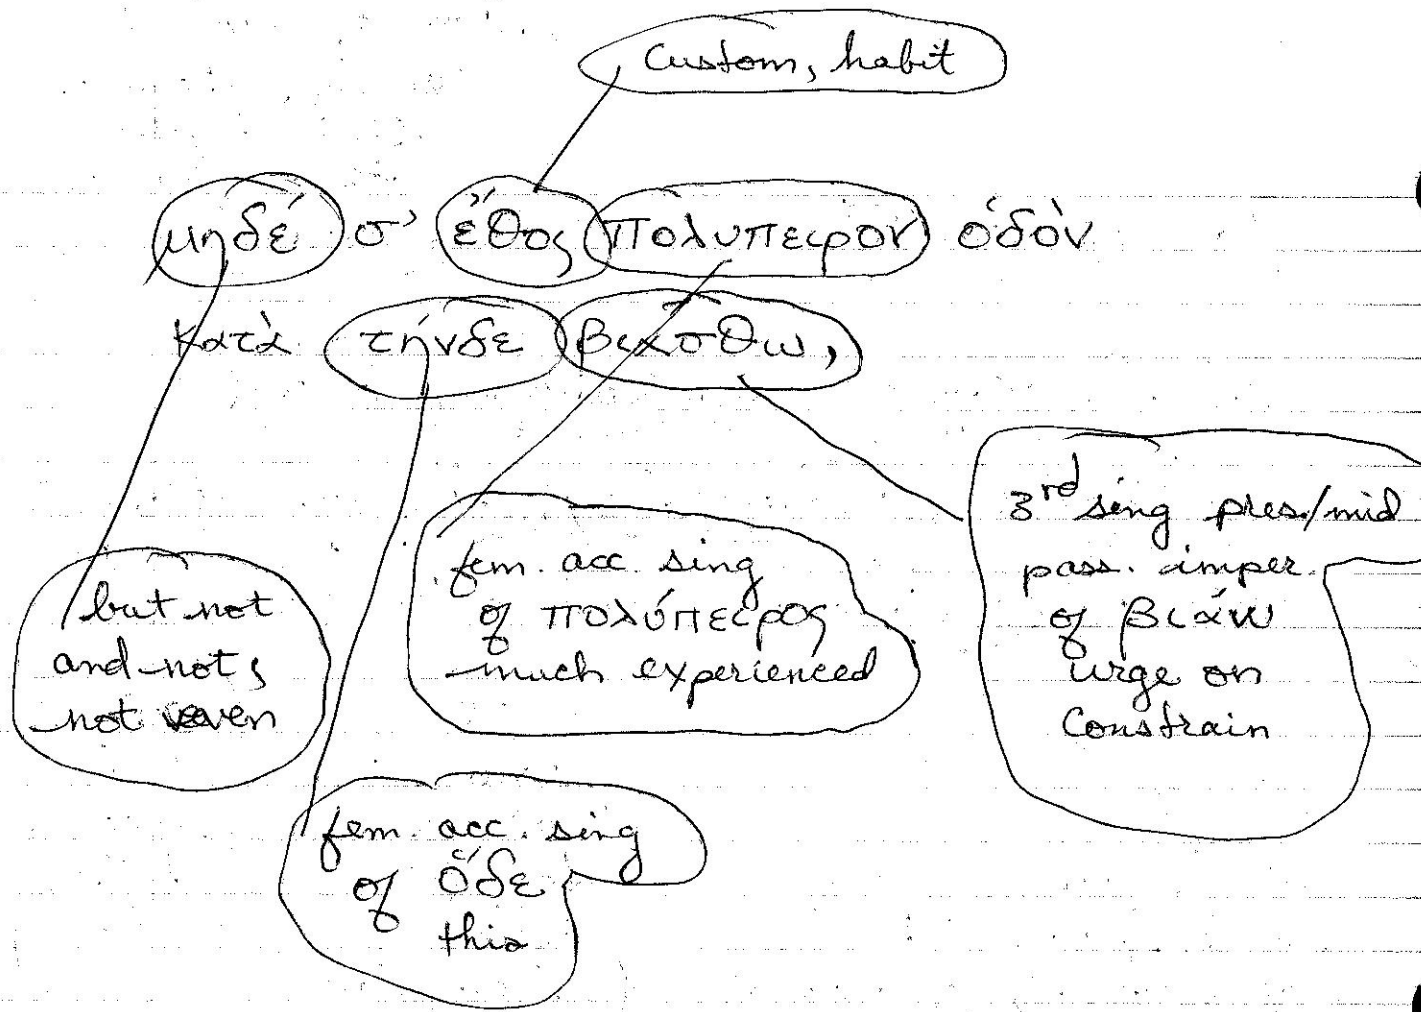 Custom, habit
μηδέ σ' ἔθος πολύπειρον ὁδὸν
κατὰ τήνδε βιάσθω,
but not
and not,
not even
fem. acc. sing
of πολύπειρος
much experienced
3rd sing pres./mid
pass. imper.
of βιάω
urge on
Constrain
fem. acc. sing
of ὅδε
this